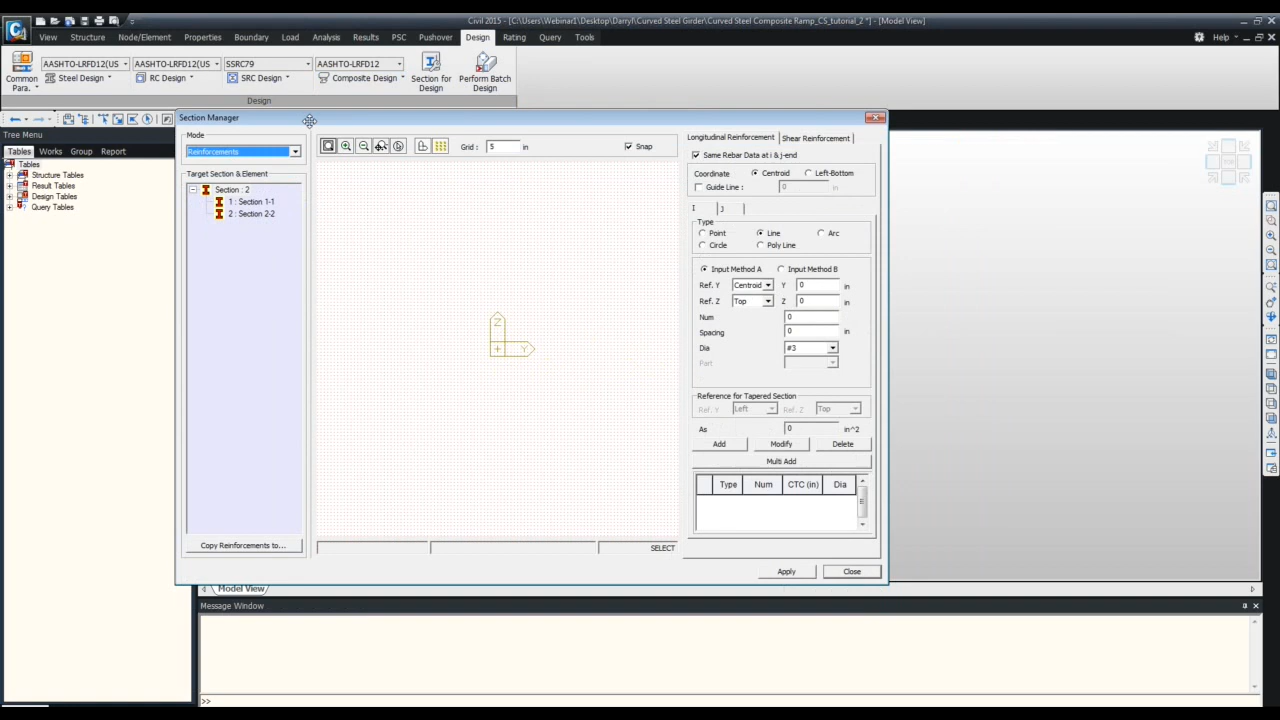 Civil 2015 - [C:\Users\Webinar1\Desktop\Darryl\Curved Steel Girder\Curved Steel Composite Ramp_CS_tutorial_2 *] - [Model View]
View Structure Node/Element Properties Boundary Load Analysis Results PSC Pushover Design Rating Query Tools Help
AASHTO-LRFD12(US AASHTO-LRFD12(US SSRC79 AASHTO-LRFD12
Common Para. Steel Design RC Design SRC Design Composite Design Section for Design Perform Batch Design
Design
Tree Menu
Tables Works Group Report
Tables
Structure Tables
Result Tables
Design Tables
Query Tables
Section Manager
Mode
Reinforcements
Target Section & Element
Section : 2
1 : Section 1-1
2 : Section 2-2
Copy Reinforcements to...
Grid : 5 in Snap
Z
Y
SELECT
Longitudinal Reinforcement Shear Reinforcement
Same Rebar Data at i & j-end
Coordinate Centroid Left-Bottom
Guide Line : 0 in
I J
Type
Point Line Arc
Circle Poly Line
Input Method A Input Method B
Ref. Y Centroid Y 0 in
Ref. Z Top Z 0 in
Num 0
Spacing 0 in
Dia #3
Part
Reference for Tapered Section
Ref. Y Left Ref. Z Top
As 0 in^2
Add Modify Delete
Multi Add
Type Num CTC (in) Dia
Apply Close
TOP
Model View
Message Window
>>